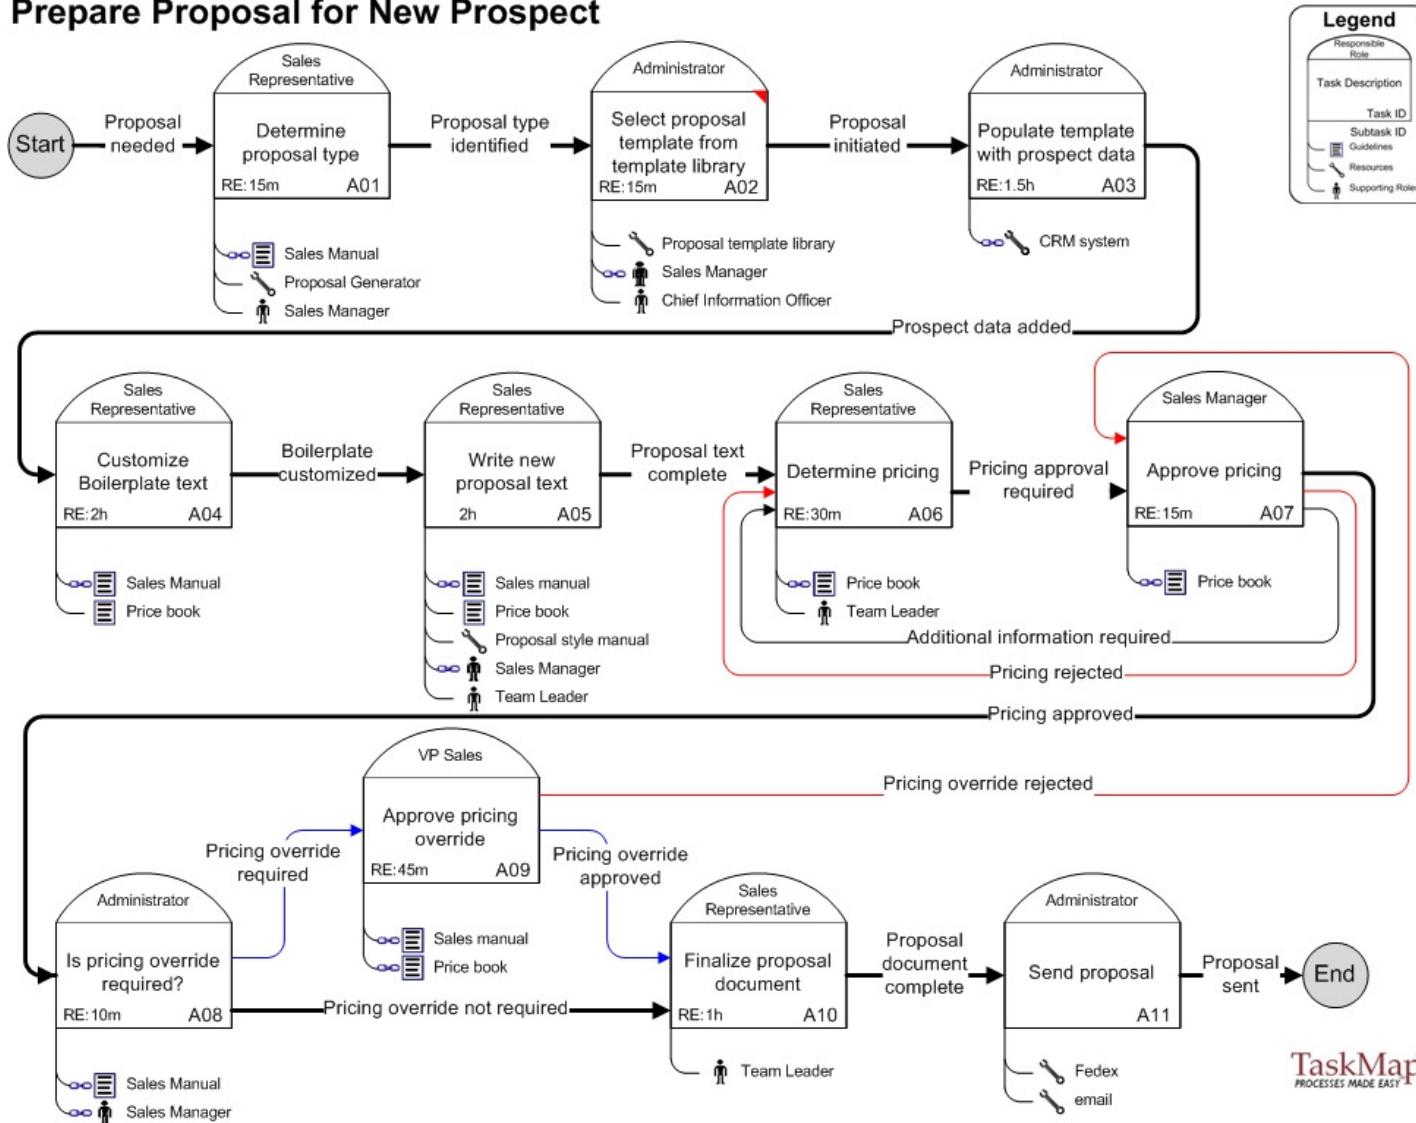 Prepare Proposal for New Prospect
Legend
Responsible
Role
Task Description
Task ID
Subtask ID
Guidelines
Resources
Supporting Roles
Start
Proposal
needed
Sales
Representative
Determine
proposal type
RE:15m
A01
Sales Manual
Proposal Generator
Sales Manager
Proposal type
identified
Administrator
Select proposal
template from
template library
RE:15m
A02
Proposal template library
Sales Manager
Chief Information Officer
Proposal
initiated
Administrator
Populate template
with prospect data
RE:1.5h
A03
CRM system
Prospect data added
Sales
Representative
Customize
Boilerplate text
RE:2h
A04
Sales Manual
Price book
Boilerplate
customized
Sales
Representative
Write new
proposal text
2h
A05
Sales manual
Price book
Proposal style manual
Sales Manager
Team Leader
Proposal text
complete
Sales
Representative
Determine pricing
RE:30m
A06
Price book
Team Leader
Pricing approval
required
Sales Manager
Approve pricing
RE:15m
A07
Price book
Additional information required
Pricing rejected
Pricing approved
Pricing override rejected
Administrator
Is pricing override
required?
RE:10m
A08
Sales Manual
Sales Manager
Pricing override
required
VP Sales
Approve pricing
override
RE:45m
A09
Sales manual
Price book
Pricing override
approved
Pricing override not required
Sales
Representative
Finalize proposal
document
RE:1h
A10
Team Leader
Proposal
document
complete
Administrator
Send proposal
A11
Fedex
email
Proposal
sent
End
TaskMap
PROCESSES MADE EASY